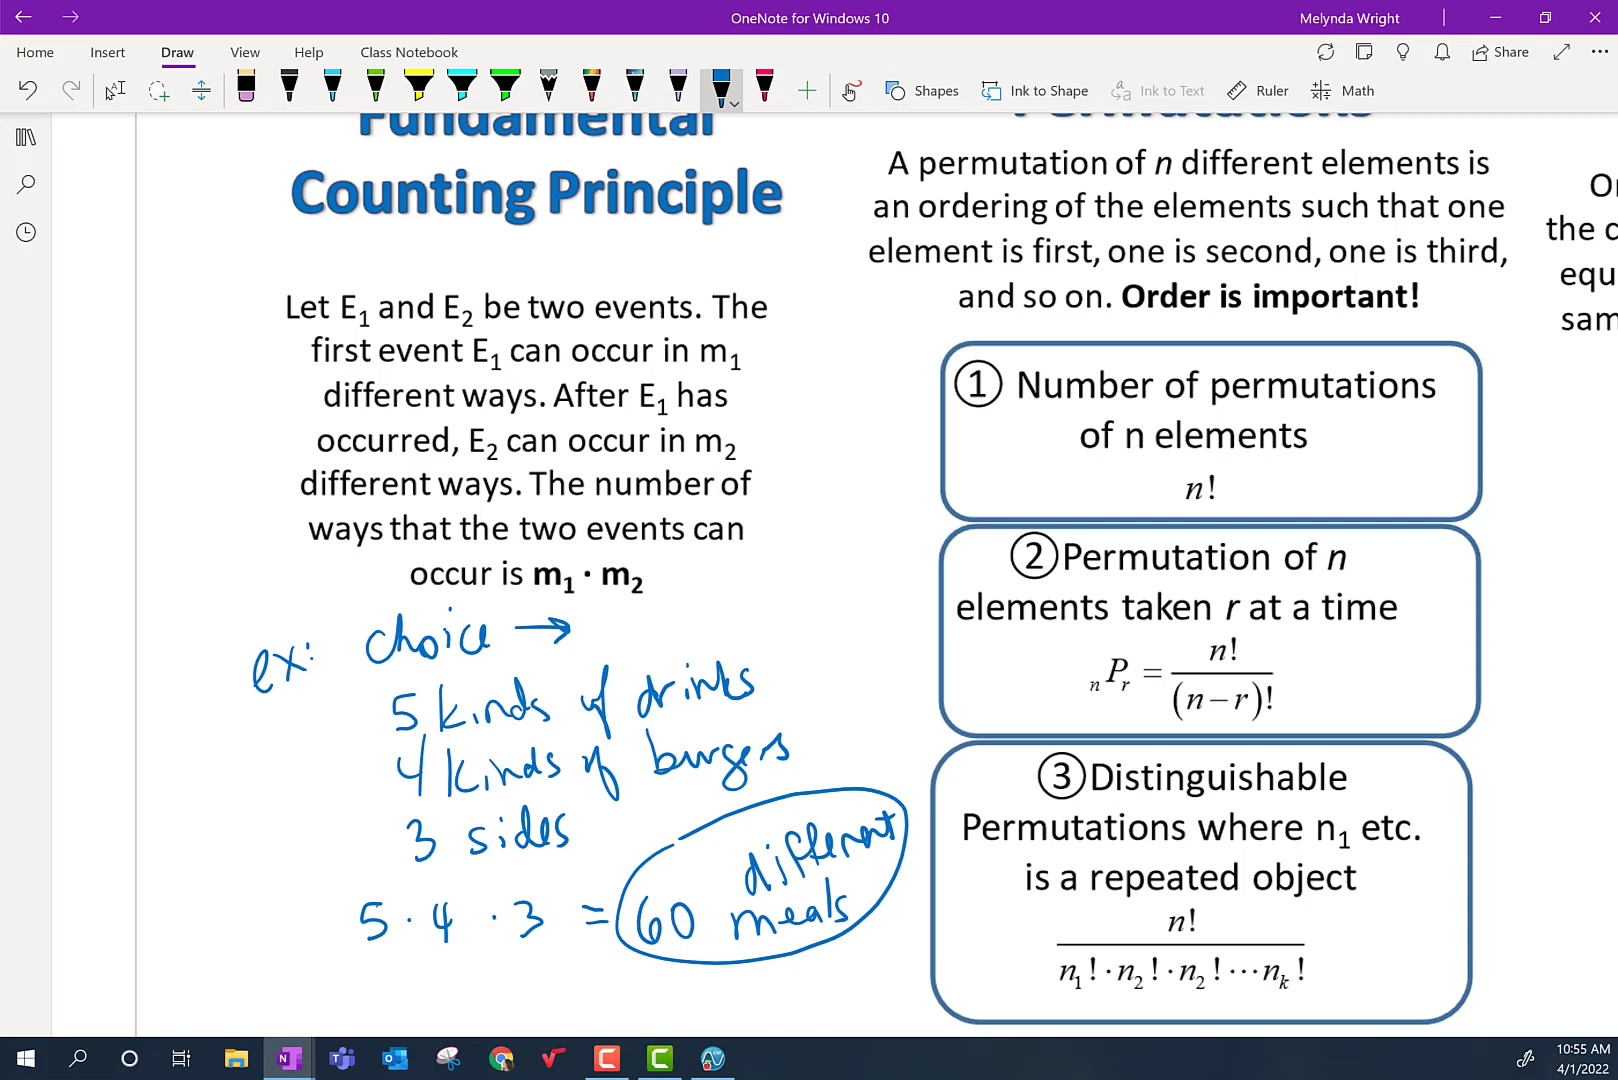 OneNote for Windows 10
Melynda Wright
Home Insert Draw View Help Class Notebook
Share
Shapes Ink to Shape Ink to Text Ruler Math
Fundamental
Counting Principle
Let E₁ and E₂ be two events. The
first event E₁ can occur in m₁
different ways. After E₁ has
occurred, E₂ can occur in m₂
different ways. The number of
ways that the two events can
occur is m₁ · m₂
ex: choice →
5 kinds of drinks
4 kinds of burgers
3 sides
5 · 4 · 3 = 60 different
meals
Permutations
A permutation of n different elements is
an ordering of the elements such that one
element is first, one is second, one is third,
and so on. Order is important!
① Number of permutations
of n elements
n!
② Permutation of n
elements taken r at a time
ₙPᵣ = n! / (n − r)!
③ Distinguishable
Permutations where n₁ etc.
is a repeated object
n! / n₁! · n₂! · n₂! ··· nₖ!
the
equ
sam
10:55 AM
4/1/2022